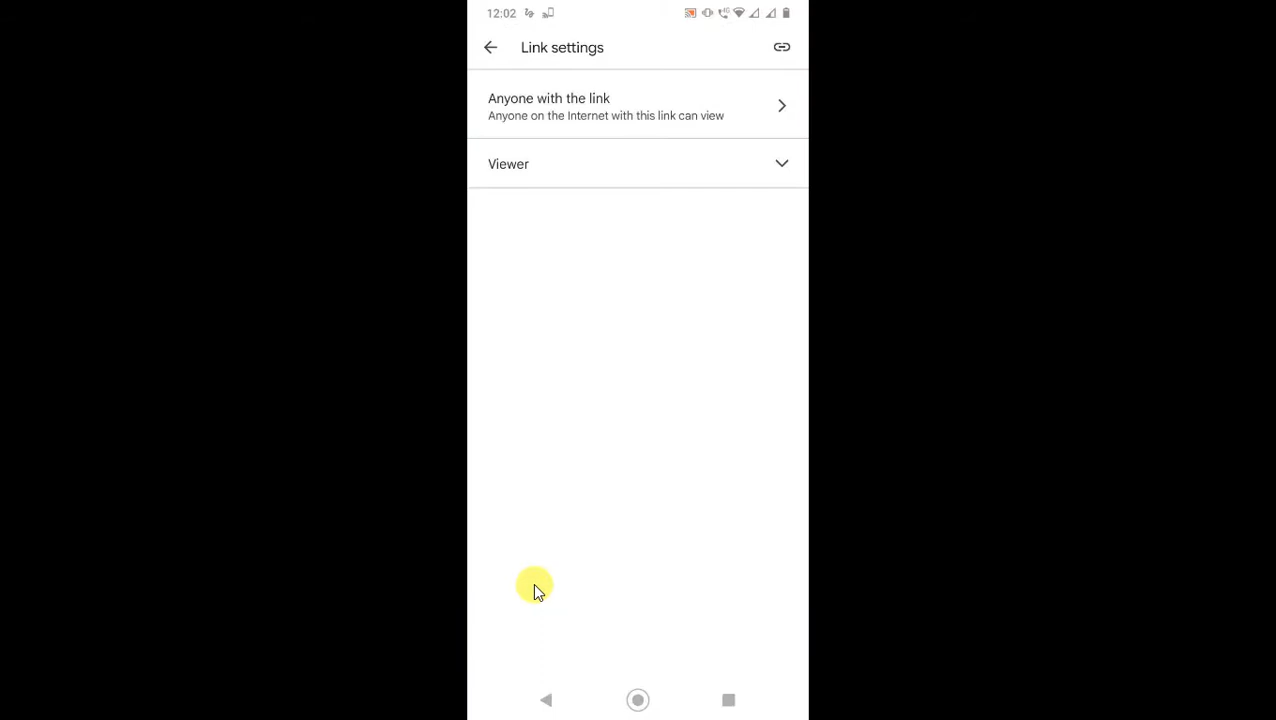 12:02
Link settings
Anyone with the link
Anyone on the Internet with this link can view
Viewer